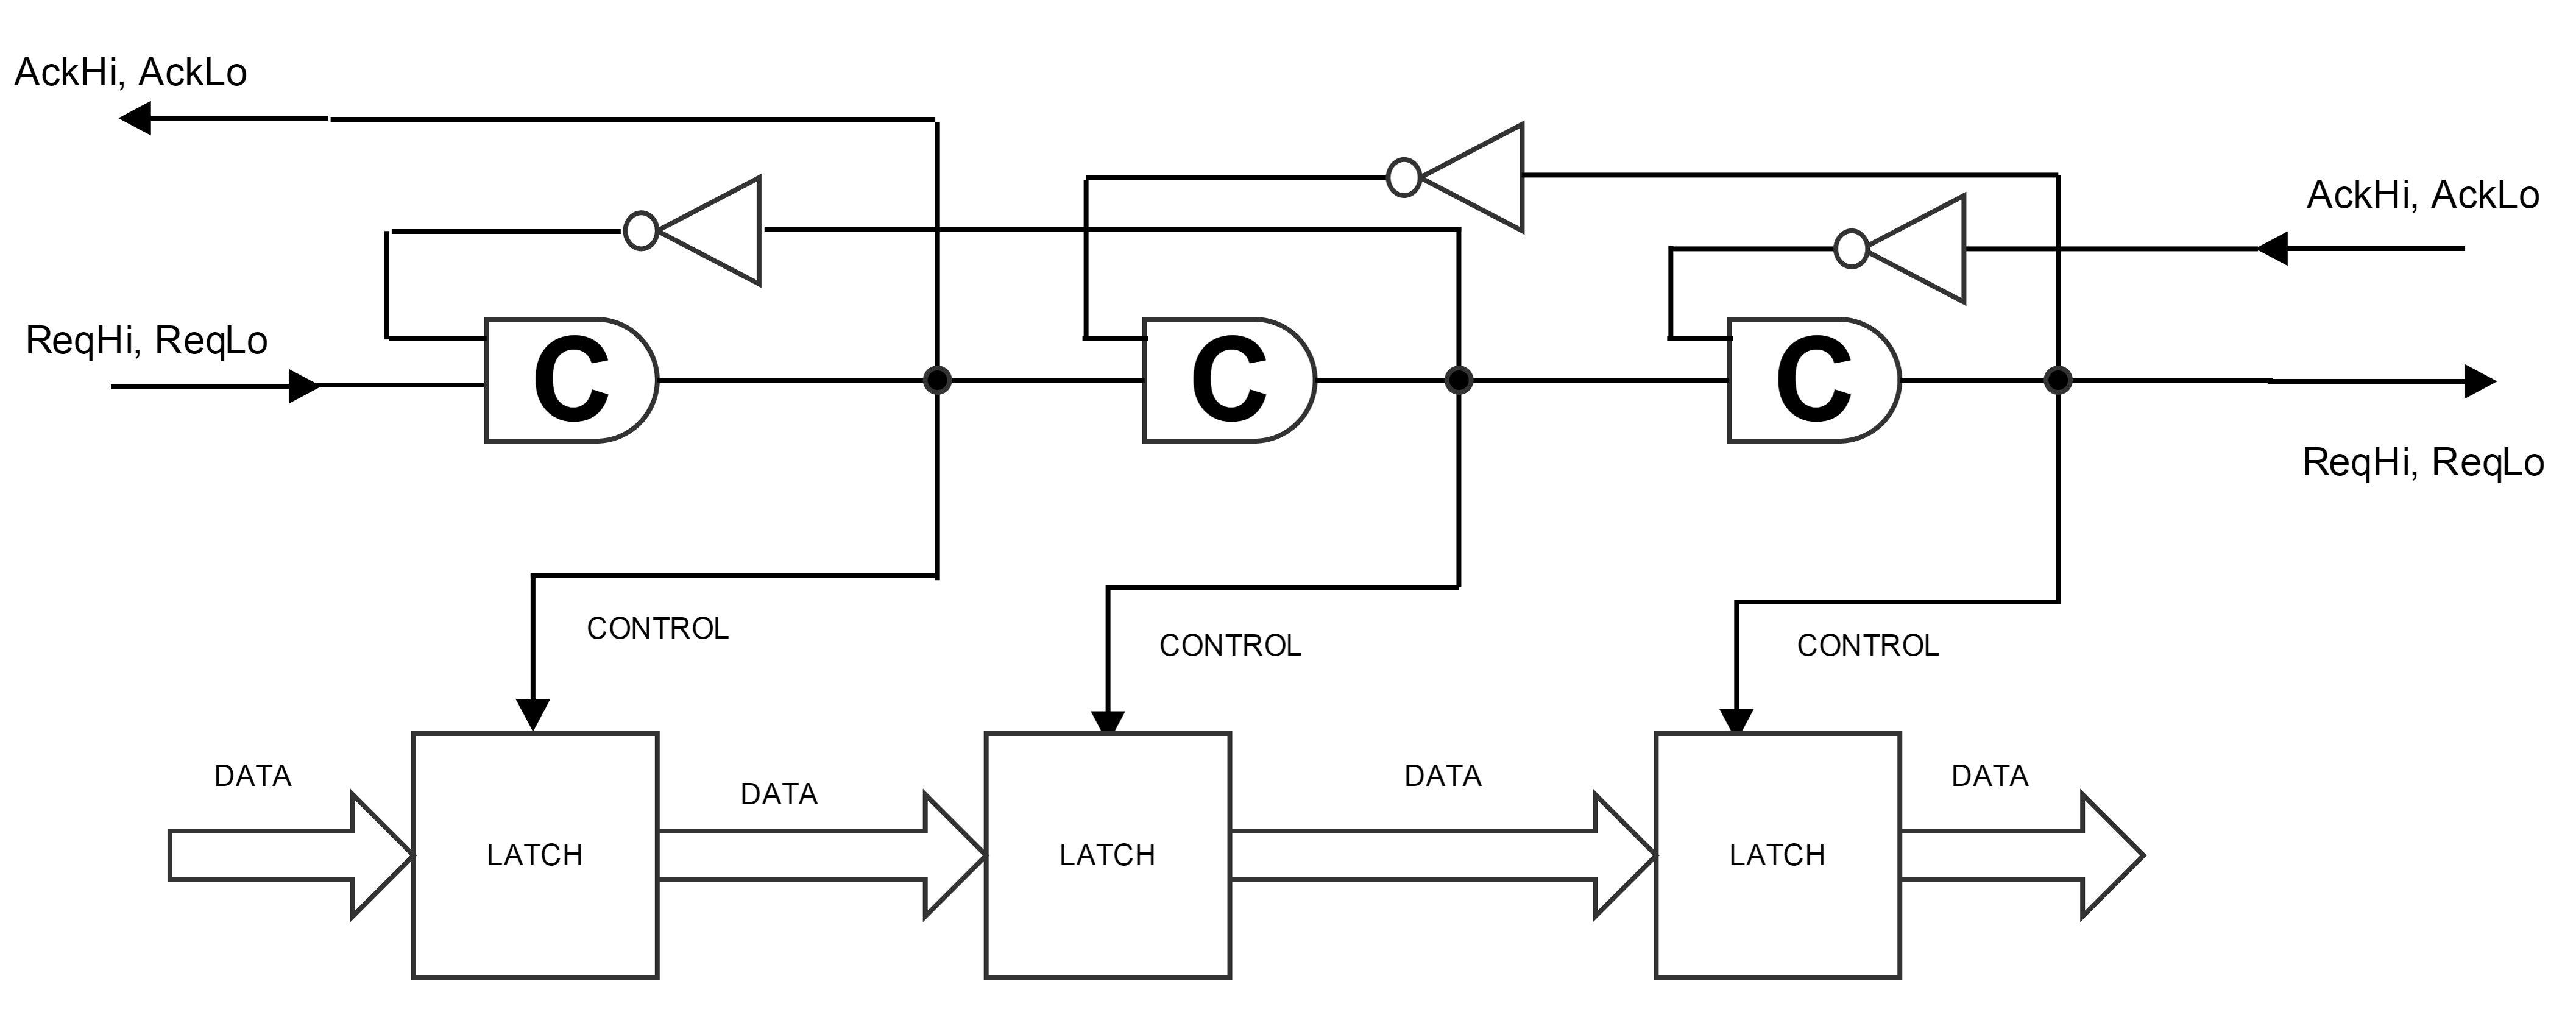 AckHi, AckLo
AckHi, AckLo
ReqHi, ReqLo
C
C
C
ReqHi, ReqLo
CONTROL
CONTROL
CONTROL
DATA
DATA
DATA
DATA
LATCH
LATCH
LATCH